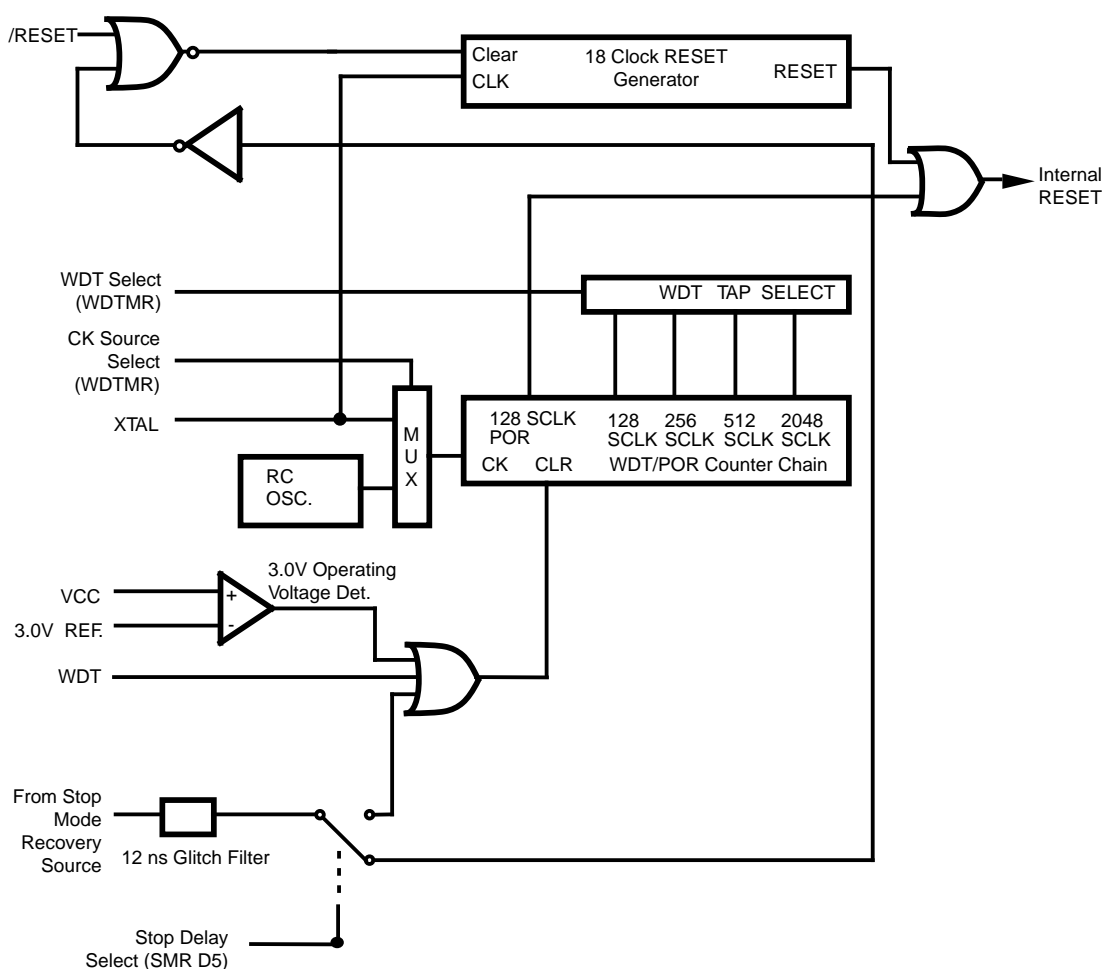 /RESET
Clear
CLK
18 Clock RESET
Generator
RESET
Internal
RESET
WDT Select
(WDTMR)
WDT TAP SELECT
CK Source
Select
(WDTMR)
XTAL
M
U
X
128 SCLK
POR
128
SCLK
256
SCLK
512
SCLK
2048
SCLK
CK
CLR
WDT/POR Counter Chain
RC
OSC.
3.0V Operating
Voltage Det.
VCC
+
3.0V REF.
-
WDT
From Stop
Mode
Recovery
Source
12 ns Glitch Filter
Stop Delay
Select (SMR D5)